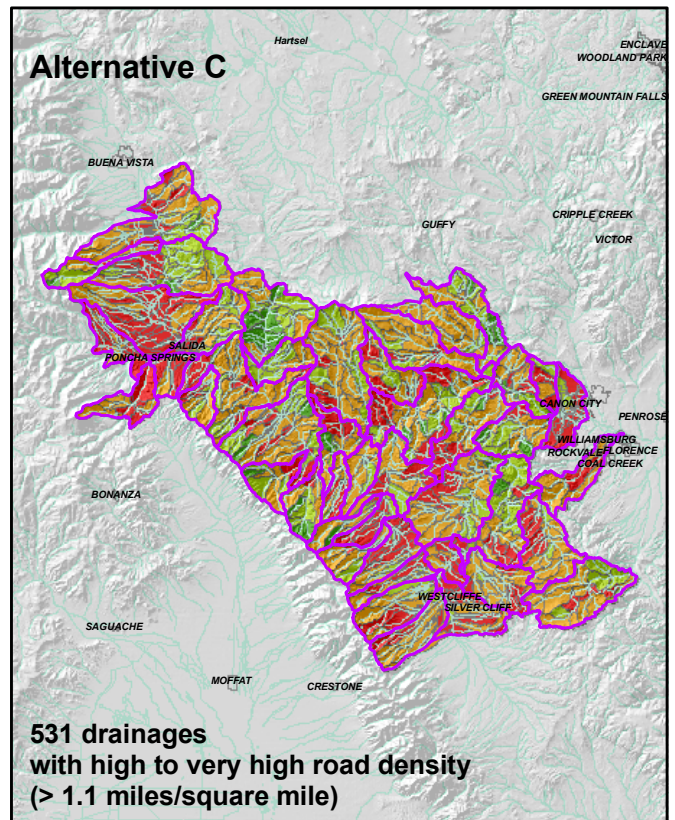 Hartsel
ENCLAVE
WOODLAND PARK
Alternative C
GREEN MOUNTAIN FALLS
BUENA VISTA
GUFFY
CRIPPLE CREEK
VICTOR
SALIDA
PONCHA SPRINGS
CANON CITY
PENROSE
WILLIAMSBURG
ROCKVALE
FLORENCE
COAL CREEK
BONANZA
WESTCLIFFE
SILVER CLIFF
SAGUACHE
MOFFAT
CRESTONE
531 drainages
with high to very high road density
(> 1.1 miles/square mile)